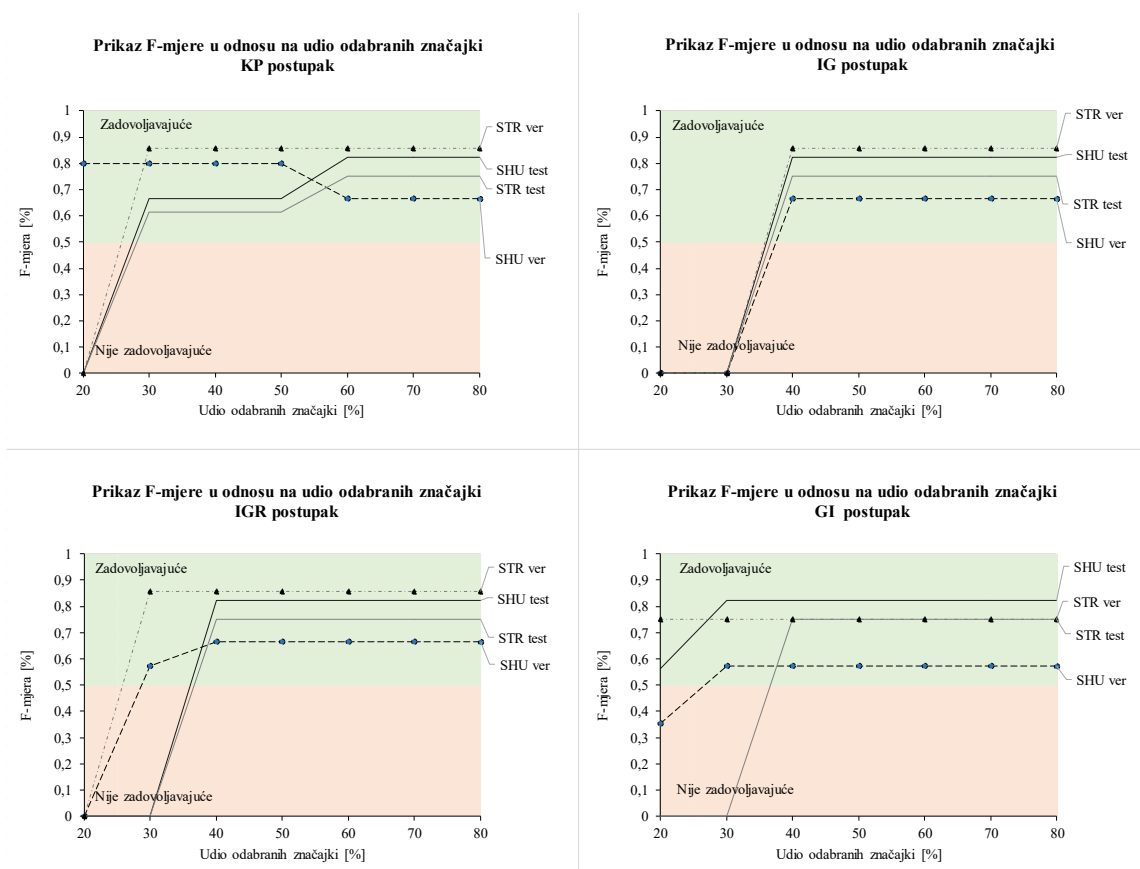 Prikaz F-mjere u odnosu na udio odabranih značajki
KP postupak
1
0,9
0,8
0,7
0,6
0,5
0,4
0,3
0,2
0,1
0
F-mjera [%]
Zadovoljavajuće
Nije zadovoljavajuće
STR ver
SHU test
STR test
SHU ver
20 30 40 50 60 70 80
Udio odabranih značajki [%]
Prikaz F-mjere u odnosu na udio odabranih značajki
IG postupak
1
0,9
0,8
0,7
0,6
0,5
0,4
0,3
0,2
0,1
0
F-mjera [%]
Zadovoljavajuće
Nije zadovoljavajuće
STR ver
SHU test
STR test
SHU ver
20 30 40 50 60 70 80
Udio odabranih značajki [%]
Prikaz F-mjere u odnosu na udio odabranih značajki
IGR postupak
1
0,9
0,8
0,7
0,6
0,5
0,4
0,3
0,2
0,1
0
F-mjera [%]
Zadovoljavajuće
Nije zadovoljavajuće
STR ver
SHU test
STR test
SHU ver
20 30 40 50 60 70 80
Udio odabranih značajki [%]
Prikaz F-mjere u odnosu na udio odabranih značajki
GI postupak
1
0,9
0,8
0,7
0,6
0,5
0,4
0,3
0,2
0,1
0
F-mjera [%]
Zadovoljavajuće
Nije zadovoljavajuće
SHU test
STR ver
STR test
SHU ver
20 30 40 50 60 70 80
Udio odabranih značajki [%]